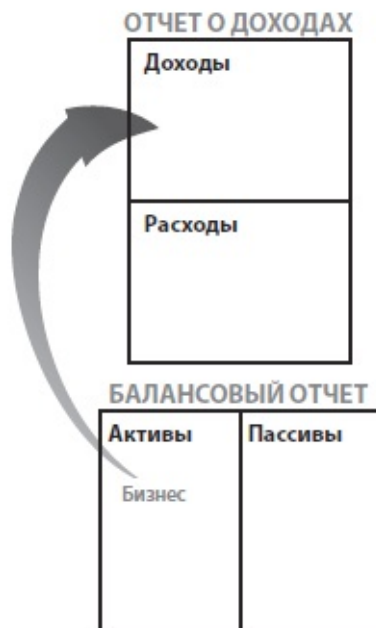 ОТЧЕТ О ДОХОДАХ
Доходы
Расходы
БАЛАНСОВЫЙ ОТЧЕТ
Активы Пассивы
Бизнес